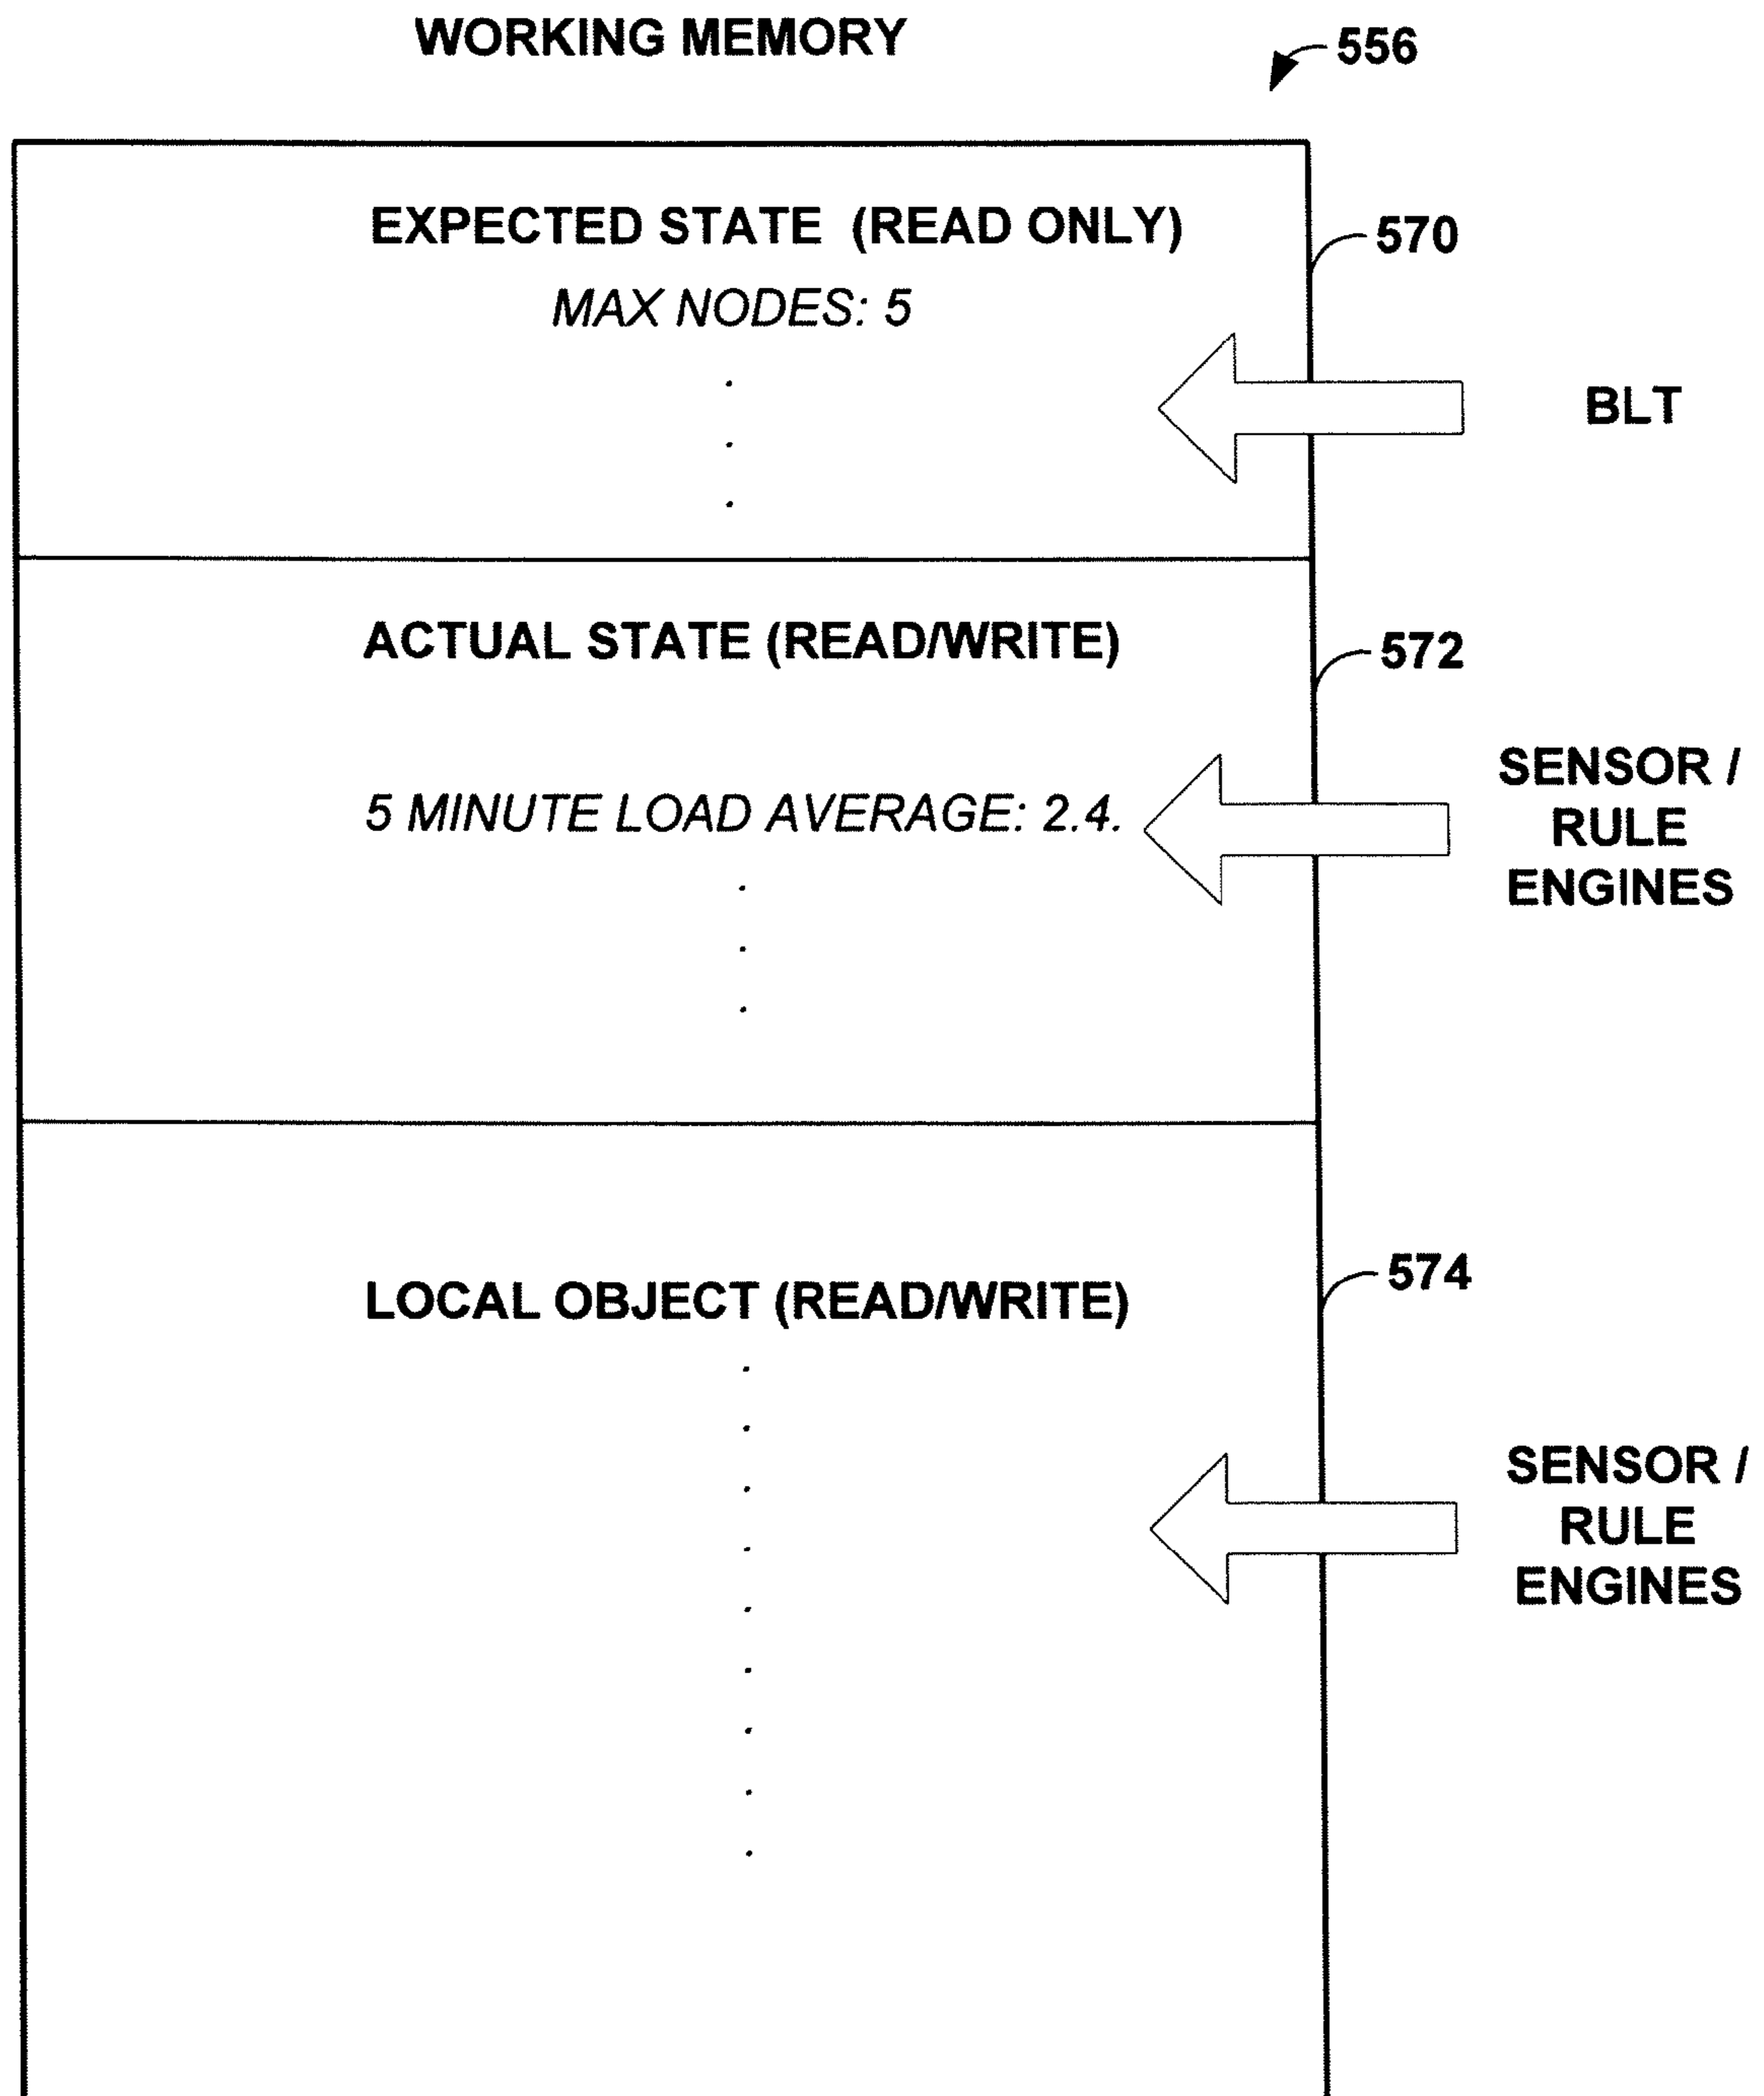 WORKING MEMORY
556
EXPECTED STATE (READ ONLY)
570
MAX NODES: 5
BLT
ACTUAL STATE (READ/WRITE)
572
5 MINUTE LOAD AVERAGE: 2.4.
SENSOR /
RULE
ENGINES
LOCAL OBJECT (READ/WRITE)
574
SENSOR /
RULE
ENGINES